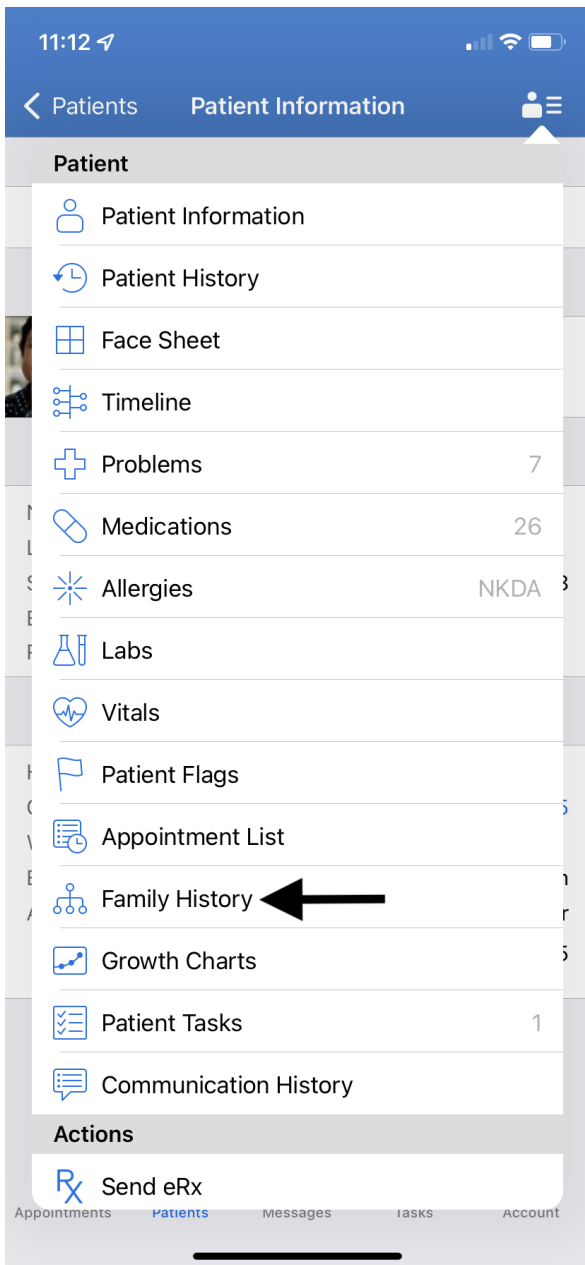 11:12
Patients Patient Information
Patient
Patient Information
Patient History
Face Sheet
Timeline
Problems 7
Medications 26
Allergies NKDA
Labs
Vitals
Patient Flags
Appointment List
Family History
Growth Charts
Patient Tasks 1
Communication History
Actions
Rx Send eRx
Appointments Patients Messages Tasks Account